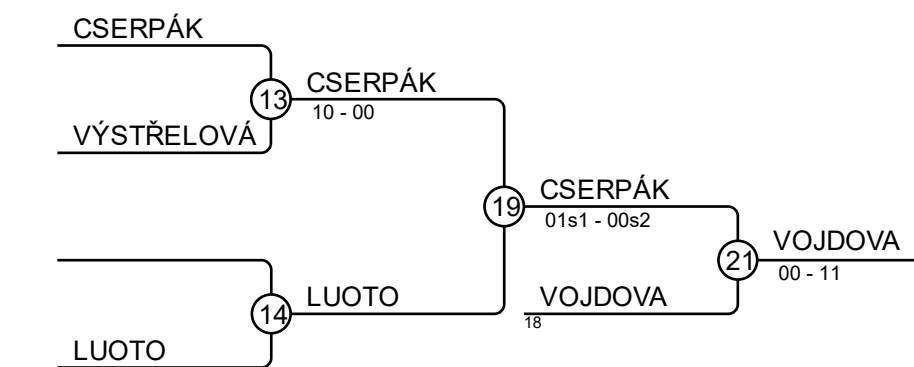 CSERPÁK
13
CSERPÁK
10 - 00
VÝSTŘELOVÁ
19
CSERPÁK
01s1 - 00s2
21
VOJDOVA
00 - 11
14
LUOTO
VOJDOVA
18
LUOTO